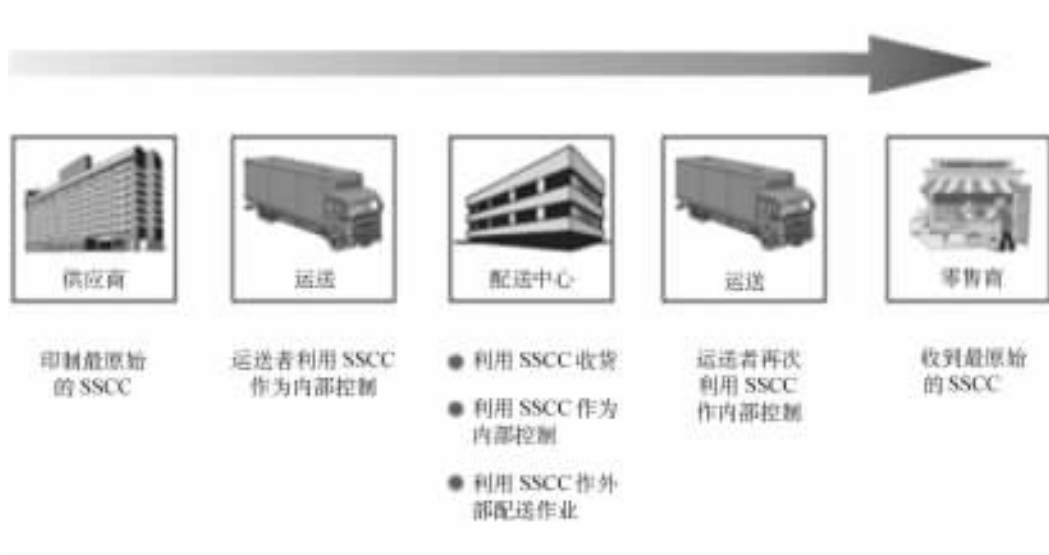 供应商
运送
配送中心
运送
零售商
印制最原始
的 SSCC
运送者利用 SSCC
作为内部控制
● 利用 SSCC 收货
● 利用 SSCC 作为
内部控制
● 利用 SSCC 作外
部配送作业
运送者再次
利用 SSCC
作内部控制
收到最原始
的 SSCC